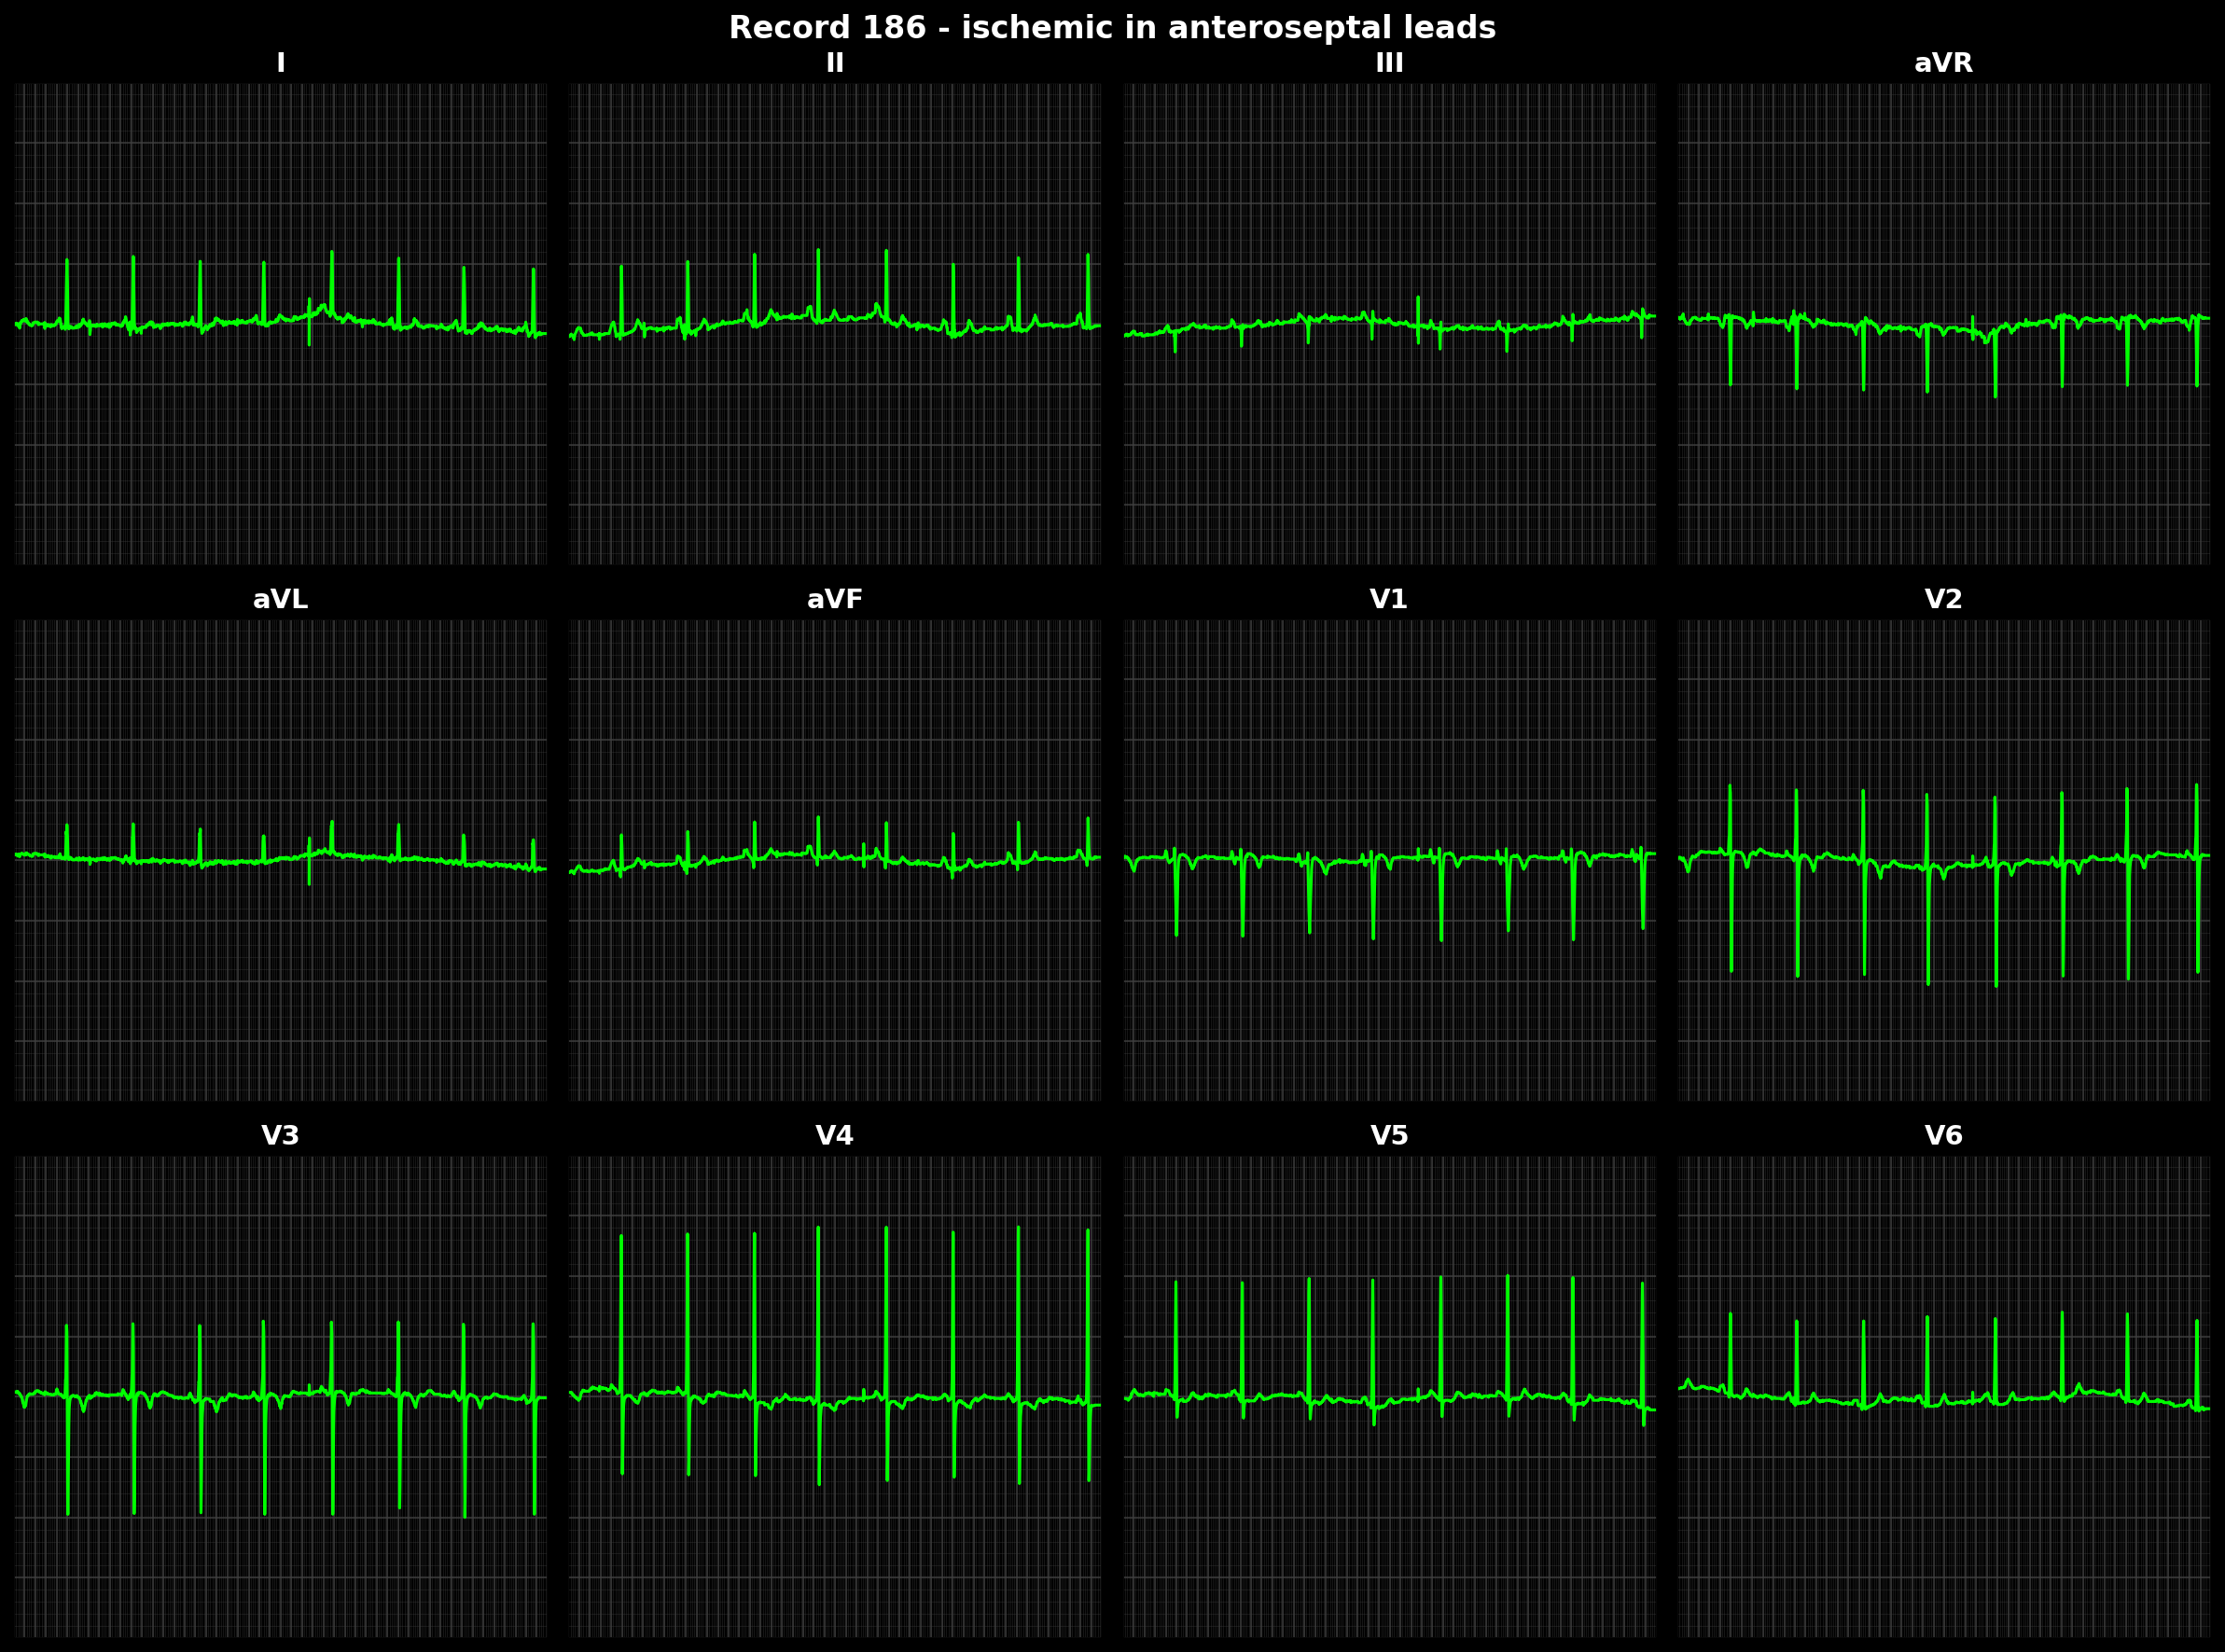 Record 186 - ischemic in anteroseptal leads
I II III aVR
aVL aVF V1 V2
V3 V4 V5 V6